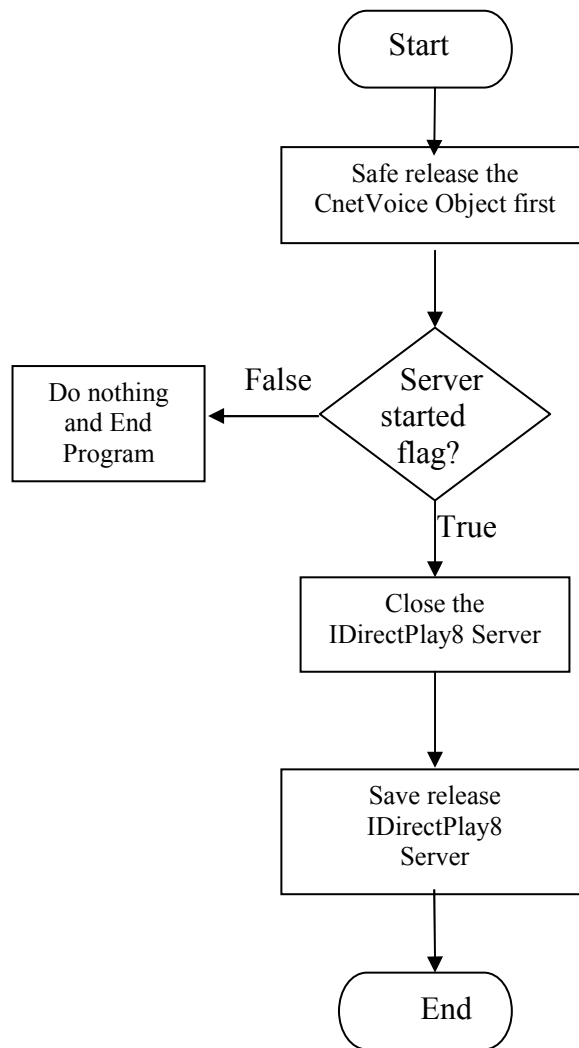 Start
Safe release the
CnetVoice Object first
False
Server
started
flag?
Do nothing
and End
Program
True
Close the
IDirectPlay8 Server
Save release
IDirectPlay8
Server
End